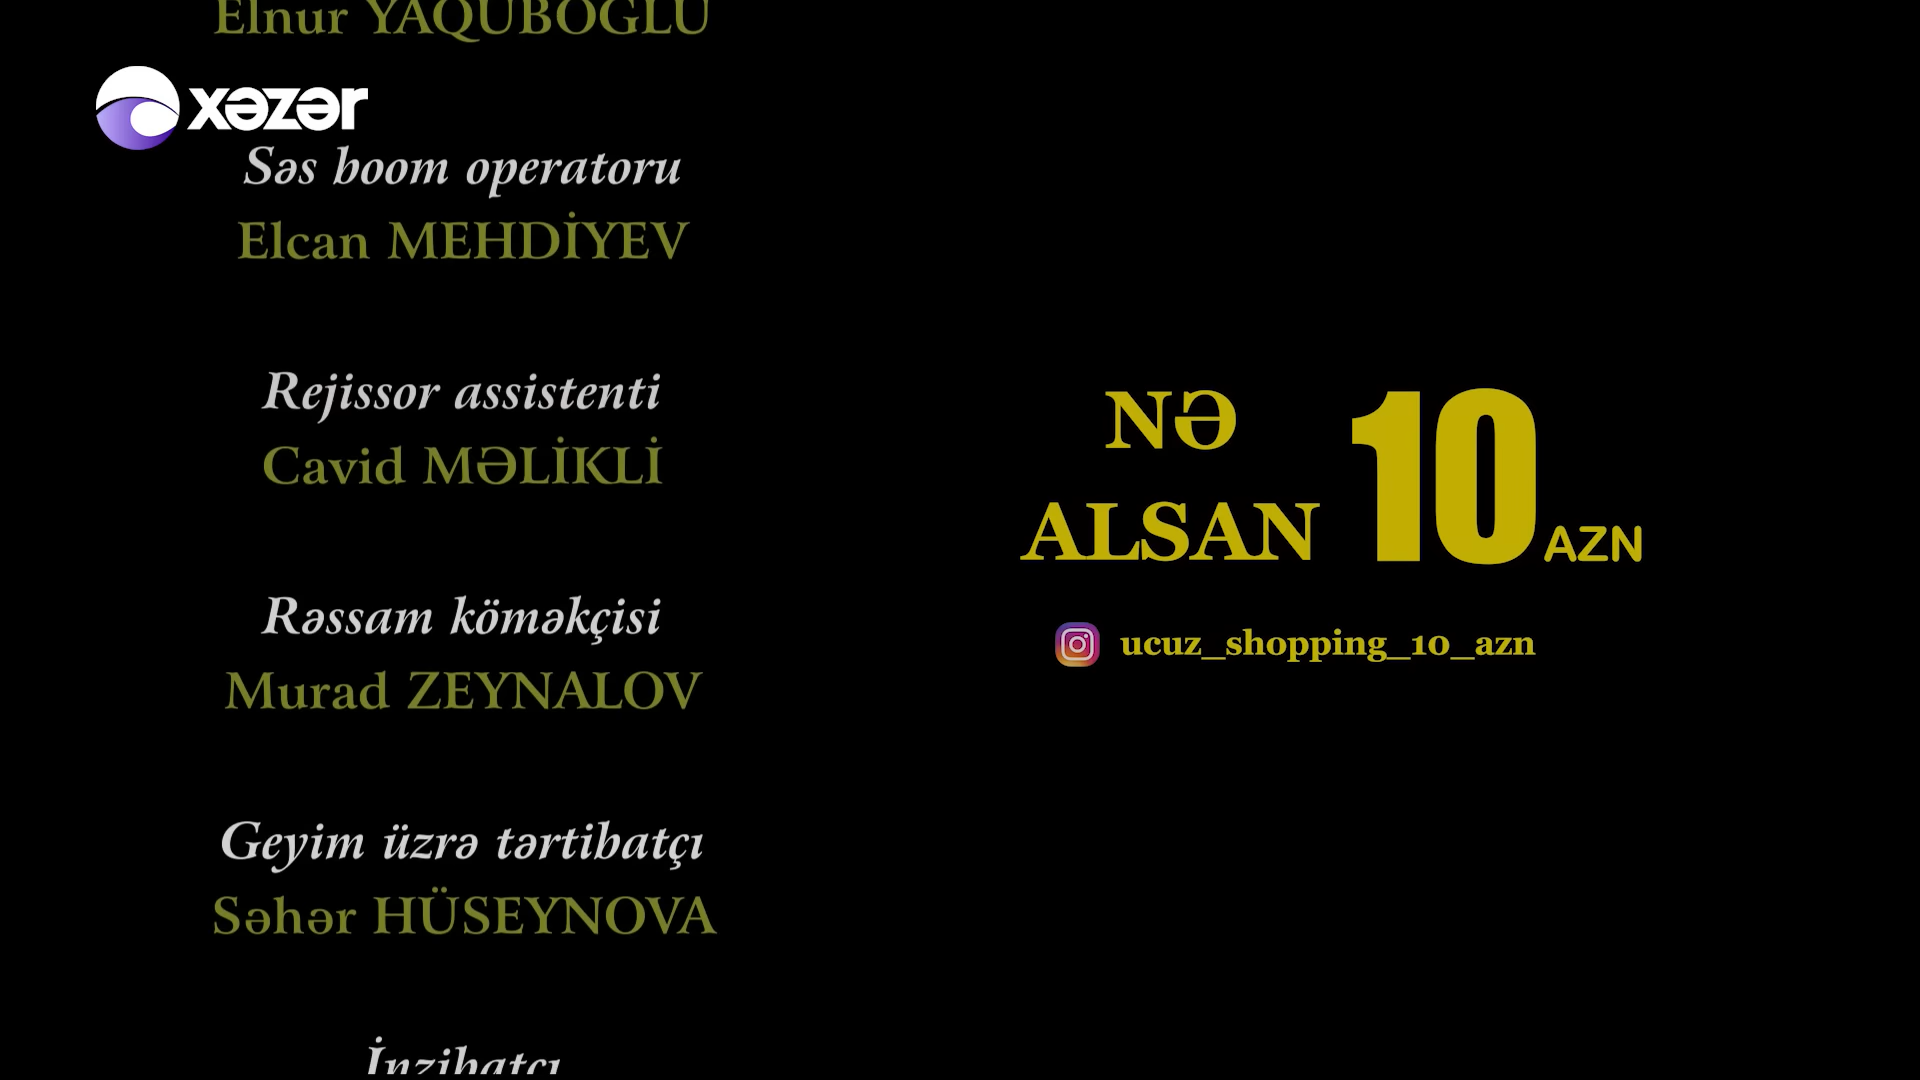 Elnur YAQUBOĞLU
xəzər
Səs boom operatoru
Elcan MEHDİYEV
Rejissor assistenti
Cavid MƏLİKLİ
Rəssam köməkçisi
Murad ZEYNALOV
Geyim üzrə tərtibatçı
Səhər HÜSEYNOVA
İnzibatçı
NƏ
ALSAN 10 AZN
ucuz_shopping_10_azn